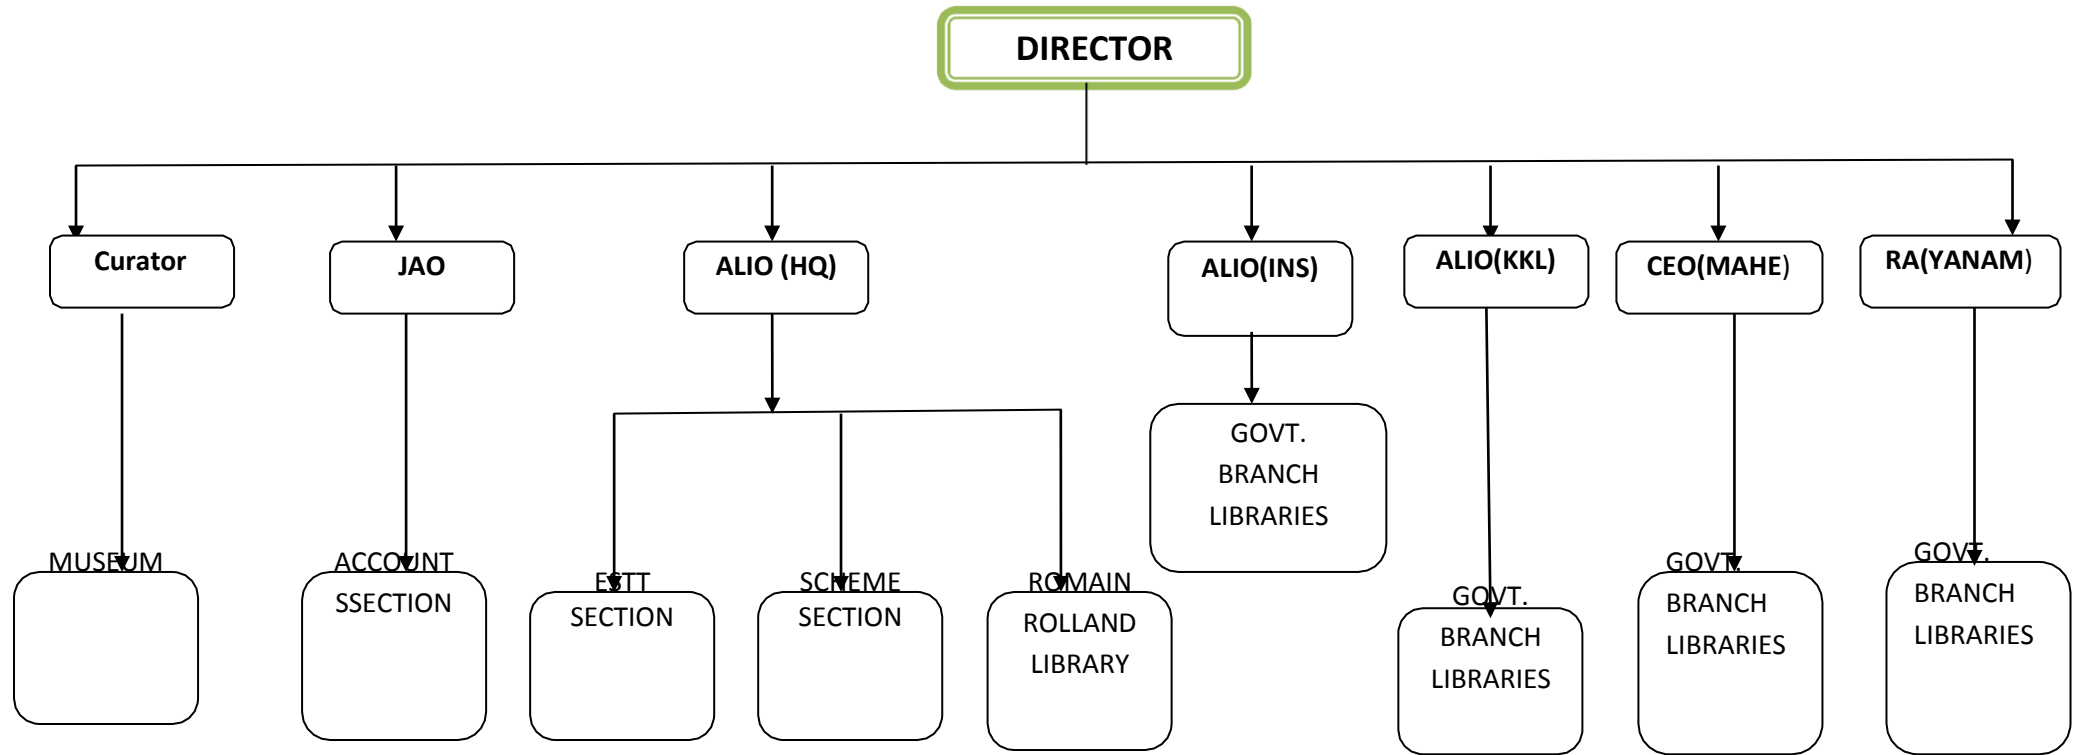 DIRECTOR
Curator
JAO
ALIO (HQ)
ALIO(INS)
ALIO(KKL)
CEO(MAHE)
RA(YANAM)
MUSEUM
ACCOUNT
SSECTION
ESTT
SECTION
SCHEME
SECTION
ROMAIN
ROLLAND
LIBRARY
GOVT.
BRANCH
LIBRARIES
GOVT.
BRANCH
LIBRARIES
GOVT.
BRANCH
LIBRARIES
GOVT.
BRANCH
LIBRARIES